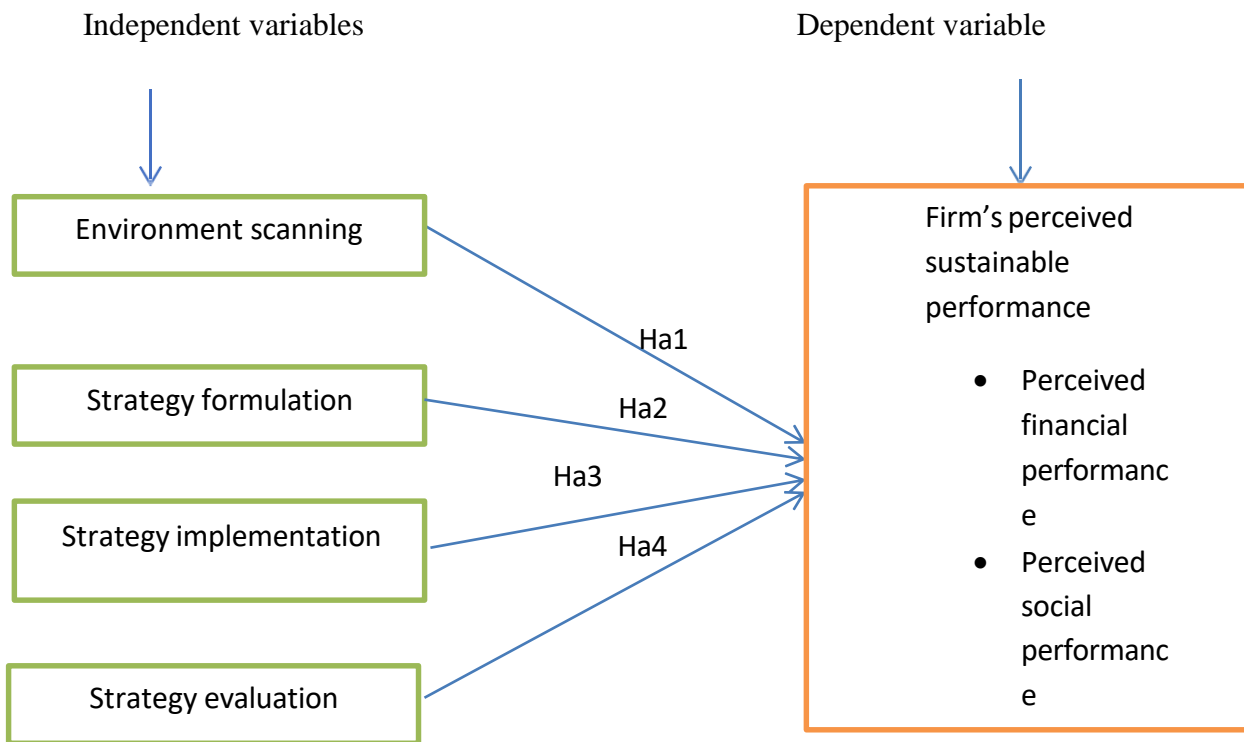 Independent variables
Dependent variable
Environment scanning
Strategy formulation
Strategy implementation
Strategy evaluation
Ha1
Ha2
Ha3
Ha4
Firm’s perceived
sustainable
performance
● Perceived
financial
performanc
e
● Perceived
social
performanc
e